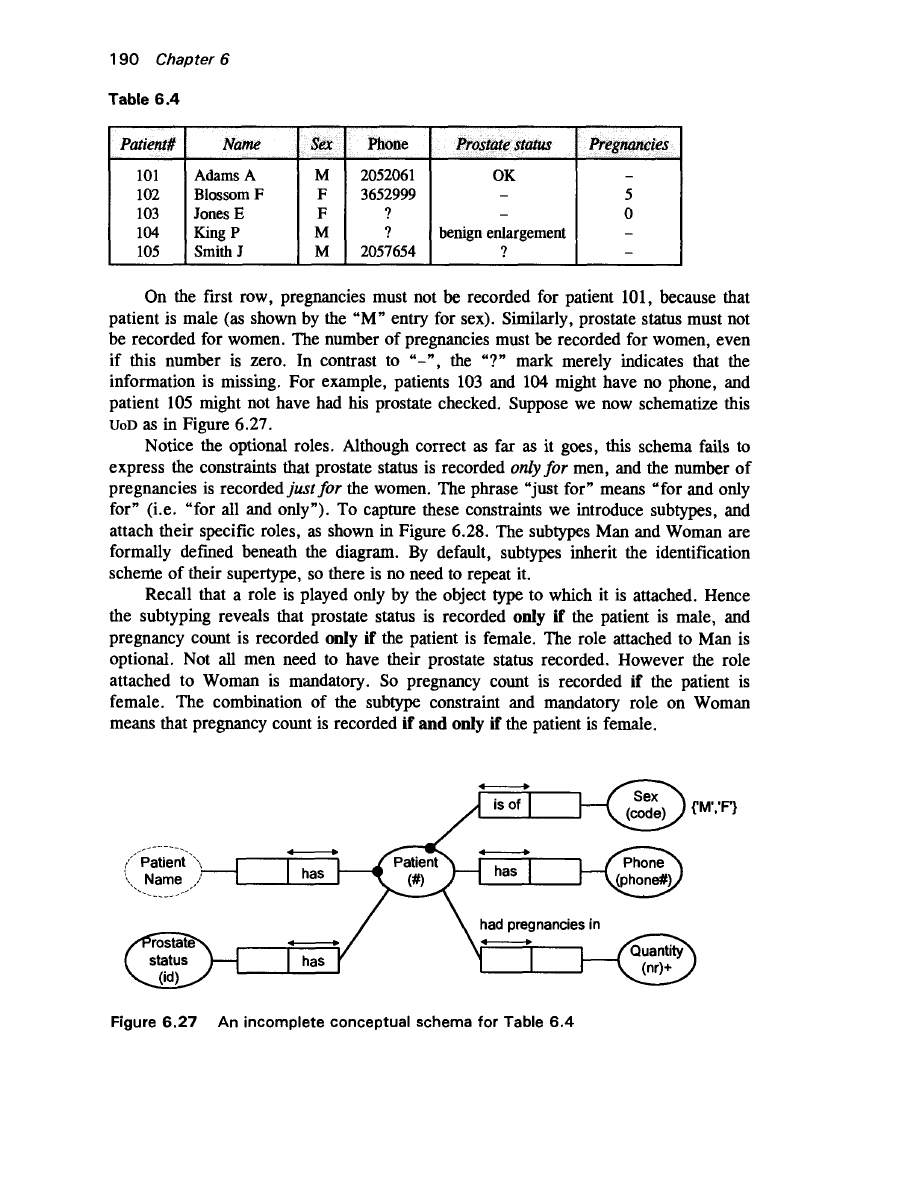 190 Chapter 6
Table 6.4
Patient# Name Sex Phone Prostate status Pregnancies
101 Adams A M 2052061 OK –
102 Blossom F F 3652999 – 5
103 Jones E F ? – 0
104 King P M ? benign enlargement –
105 Smith J M 2057654 ? –
On the first row, pregnancies must not be recorded for patient 101, because that
patient is male (as shown by the “M” entry for sex). Similarly, prostate status must not
be recorded for women. The number of pregnancies must be recorded for women, even
if this number is zero. In contrast to “–”, the “?” mark merely indicates that the
information is missing. For example, patients 103 and 104 might have no phone, and
patient 105 might not have had his prostate checked. Suppose we now schematize this
UoD as in Figure 6.27.
Notice the optional roles. Although correct as far as it goes, this schema fails to
express the constraints that prostate status is recorded only for men, and the number of
pregnancies is recorded just for the women. The phrase “just for” means “for and only
for” (i.e. “for all and only”). To capture these constraints we introduce subtypes, and
attach their specific roles, as shown in Figure 6.28. The subtypes Man and Woman are
formally defined beneath the diagram. By default, subtypes inherit the identification
scheme of their supertype, so there is no need to repeat it.
Recall that a role is played only by the object type to which it is attached. Hence
the subtyping reveals that prostate status is recorded only if the patient is male, and
pregnancy count is recorded only if the patient is female. The role attached to Man is
optional. Not all men need to have their prostate status recorded. However the role
attached to Woman is mandatory. So pregnancy count is recorded if the patient is
female. The combination of the subtype constraint and mandatory role on Woman
means that pregnancy count is recorded if and only if the patient is female.
is of
Sex
(code)
{'M','F'}
Patient
Name
has
Patient
(#)
has
Phone
(phone#)
had pregnancies in
Prostate
status
(id)
has
Quantity
(nr)+
Figure 6.27 An incomplete conceptual schema for Table 6.4